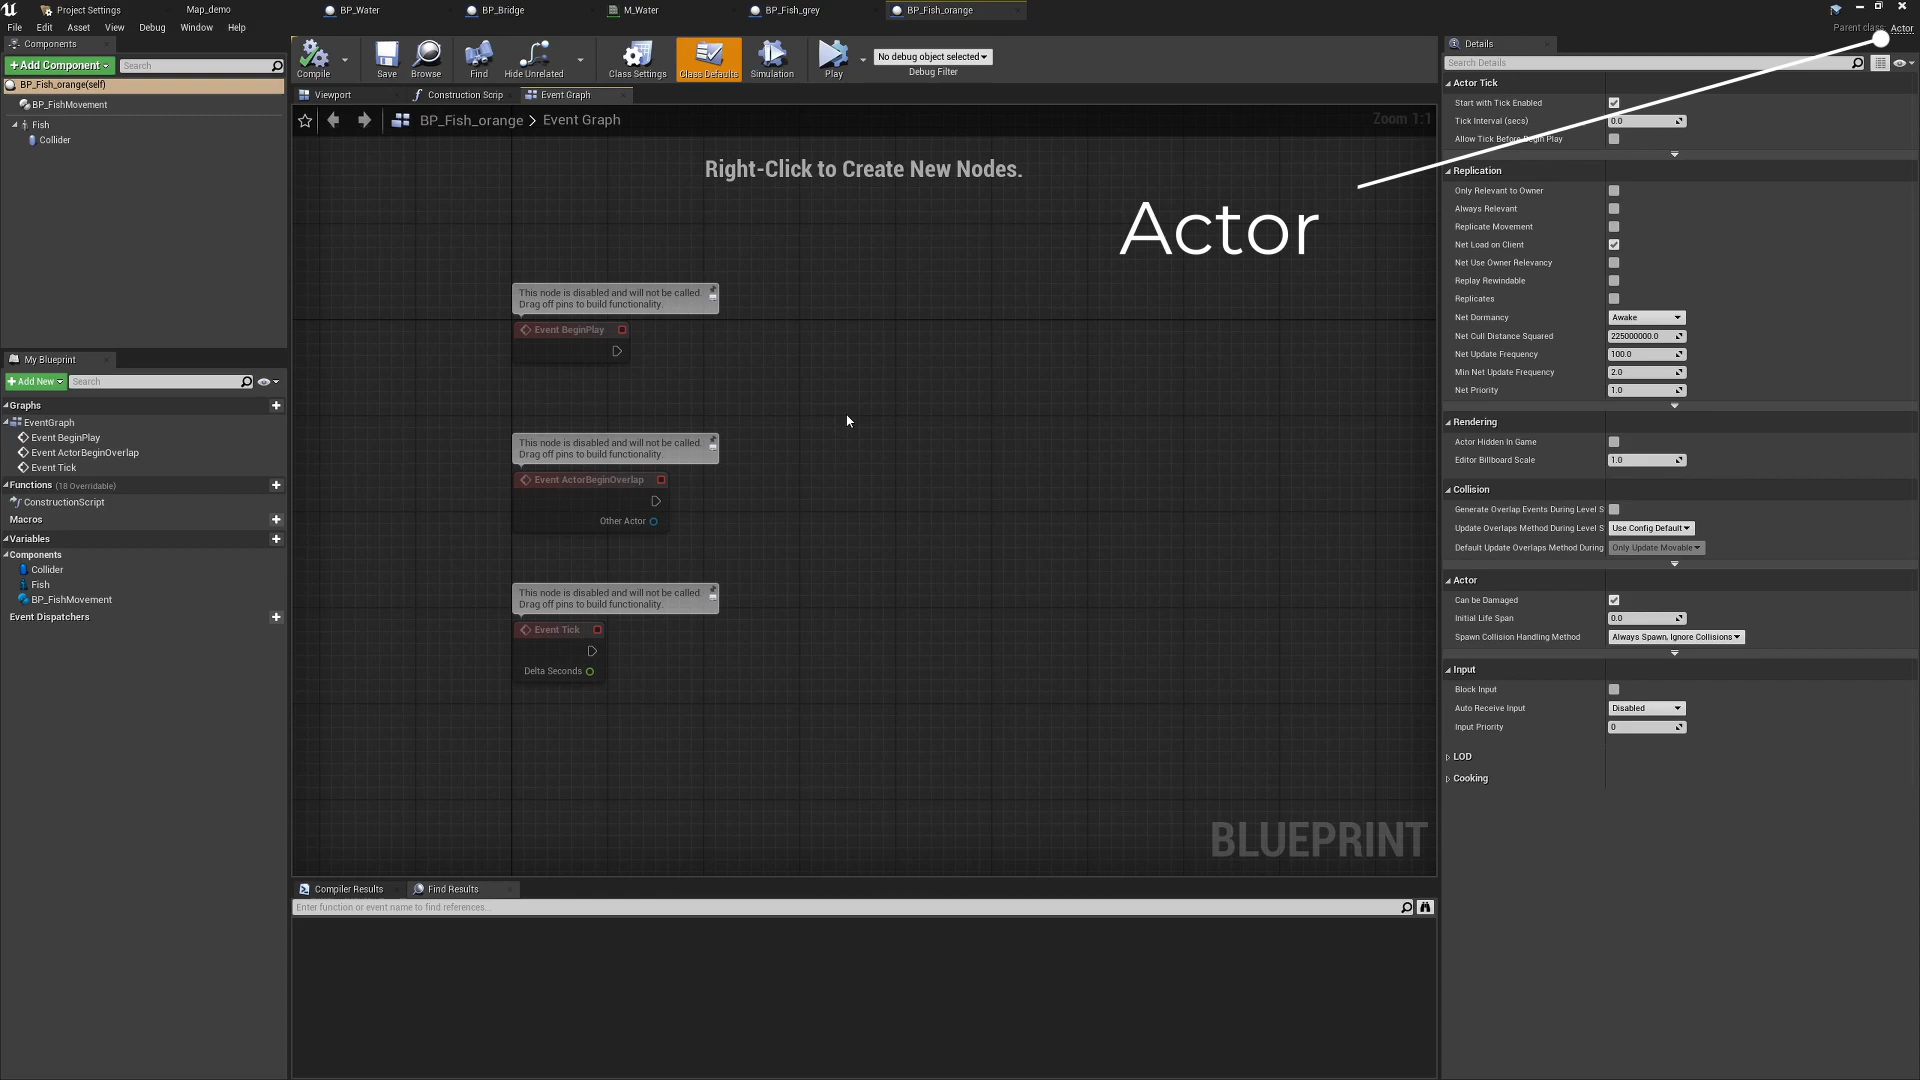 Project Settings
Map_demo
BP_Water
BP_Bridge
M_Water
BP_Fish_grey
BP_Fish_orange
File Edit Asset View Debug Window Help
Parent class: Actor
Components
+Add Component
Search
BP_Fish_orange(self)
BP_FishMovement
Fish
Collider
Compile
Save
Browse
Find
Hide Unrelated
Class Settings
Class Defaults
Simulation
Play
No debug object selected
Debug Filter
Viewport
Construction Scrip
Event Graph
BP_Fish_orange > Event Graph
Zoom 1:1
Right-Click to Create New Nodes.
Actor
This node is disabled and will not be called.
Drag off pins to build functionality.
Event BeginPlay
This node is disabled and will not be called.
Drag off pins to build functionality.
Event ActorBeginOverlap
Other Actor
This node is disabled and will not be called.
Drag off pins to build functionality.
Event Tick
Delta Seconds
BLUEPRINT
My Blueprint
+Add New
Search
Graphs
EventGraph
Event BeginPlay
Event ActorBeginOverlap
Event Tick
Functions (18 Overridable)
ConstructionScript
Macros
Variables
Components
Collider
Fish
BP_FishMovement
Event Dispatchers
Compiler Results
Find Results
Enter function or event name to find references...
Details
Search Details
Actor Tick
Start with Tick Enabled
Tick Interval (secs) 0.0
Allow Tick Before Begin Play
Replication
Only Relevant to Owner
Always Relevant
Replicate Movement
Net Load on Client
Net Use Owner Relevancy
Replay Rewindable
Replicates
Net Dormancy Awake
Net Cull Distance Squared 225000000.0
Net Update Frequency 100.0
Min Net Update Frequency 2.0
Net Priority 1.0
Rendering
Actor Hidden In Game
Editor Billboard Scale 1.0
Collision
Generate Overlap Events During Level S
Update Overlaps Method During Level S Use Config Default
Default Update Overlaps Method During Only Update Movable
Actor
Can be Damaged
Initial Life Span 0.0
Spawn Collision Handling Method Always Spawn, Ignore Collisions
Input
Block Input
Auto Receive Input Disabled
Input Priority 0
LOD
Cooking